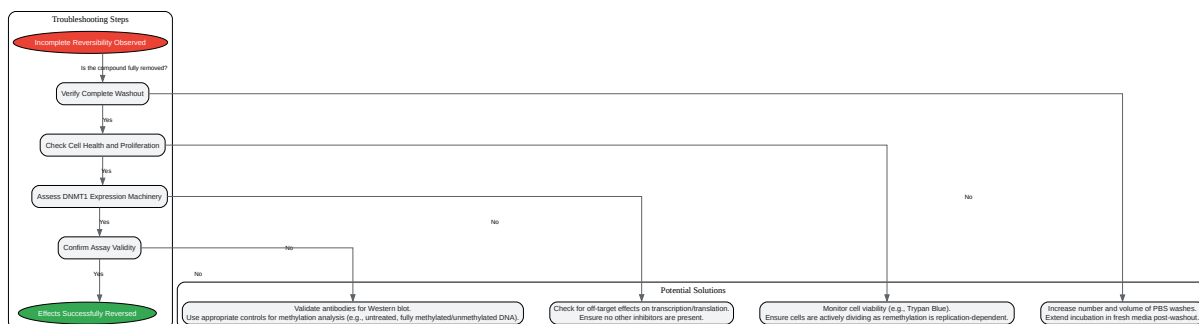 Troubleshooting Steps
Incomplete Reversibility Observed
Is the compound fully removed?
Verify Complete Washout
Yes
Check Cell Health and Proliferation
Yes
Assess DNMT1 Expression Machinery
No
No
Yes
Confirm Assay Validity
No
Yes
No
Effects Successfully Reversed
Potential Solutions
Validate antibodies for Western blot.
Use appropriate controls for methylation analysis (e.g., untreated, fully methylated/unmethylated DNA).
Check for off-target effects on transcription/translation.
Ensure no other inhibitors are present.
Monitor cell viability (e.g., Trypan Blue).
Ensure cells are actively dividing as remethylation is replication-dependent.
Increase number and volume of PBS washes.
Extend incubation in fresh media post-washout.